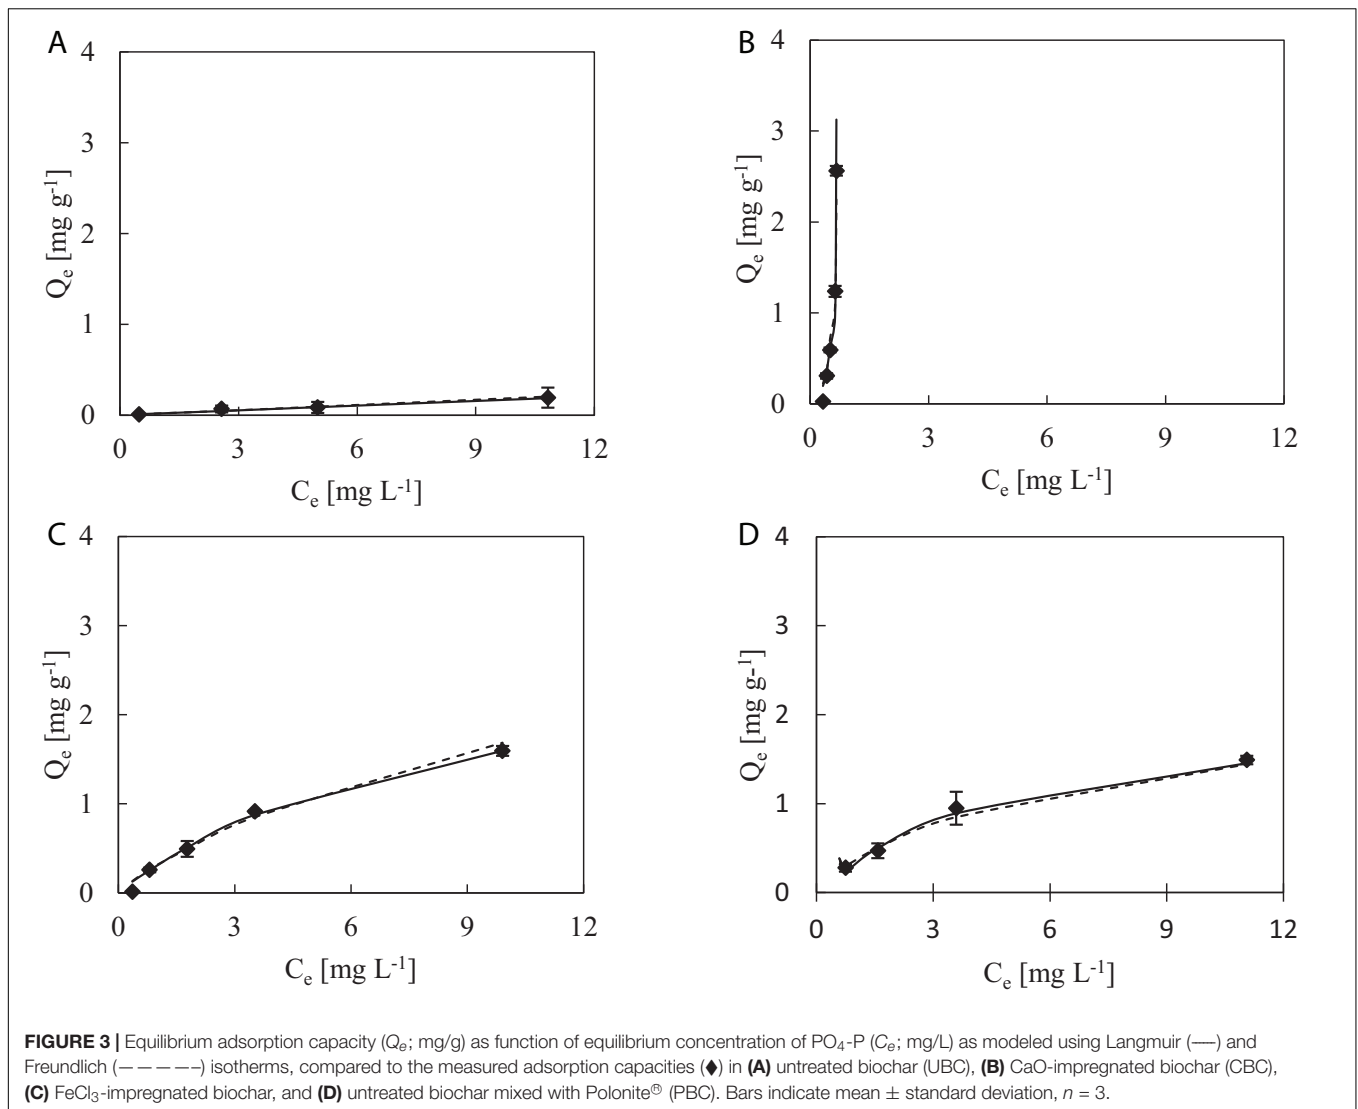 A
4
3
2
1
0
Qe [mg g-1]
0 3 6 9 12
Ce [mg L-1]
B
4
3
2
1
0
Qe [mg g-1]
0 3 6 9 12
Ce [mg L-1]
C
4
3
2
1
0
Qe [mg g-1]
0 3 6 9 12
Ce [mg L-1]
D
4
3
2
1
0
Qe [mg g-1]
0 3 6 9 12
Ce [mg L-1]
FIGURE 3 | Equilibrium adsorption capacity (Qe; mg/g) as function of equilibrium concentration of PO4-P (Ce; mg/L) as modeled using Langmuir (—) and
Freundlich (— — — — –) isotherms, compared to the measured adsorption capacities (♦) in (A) untreated biochar (UBC), (B) CaO-impregnated biochar (CBC),
(C) FeCl3-impregnated biochar, and (D) untreated biochar mixed with Polonite® (PBC). Bars indicate mean ± standard deviation, n = 3.